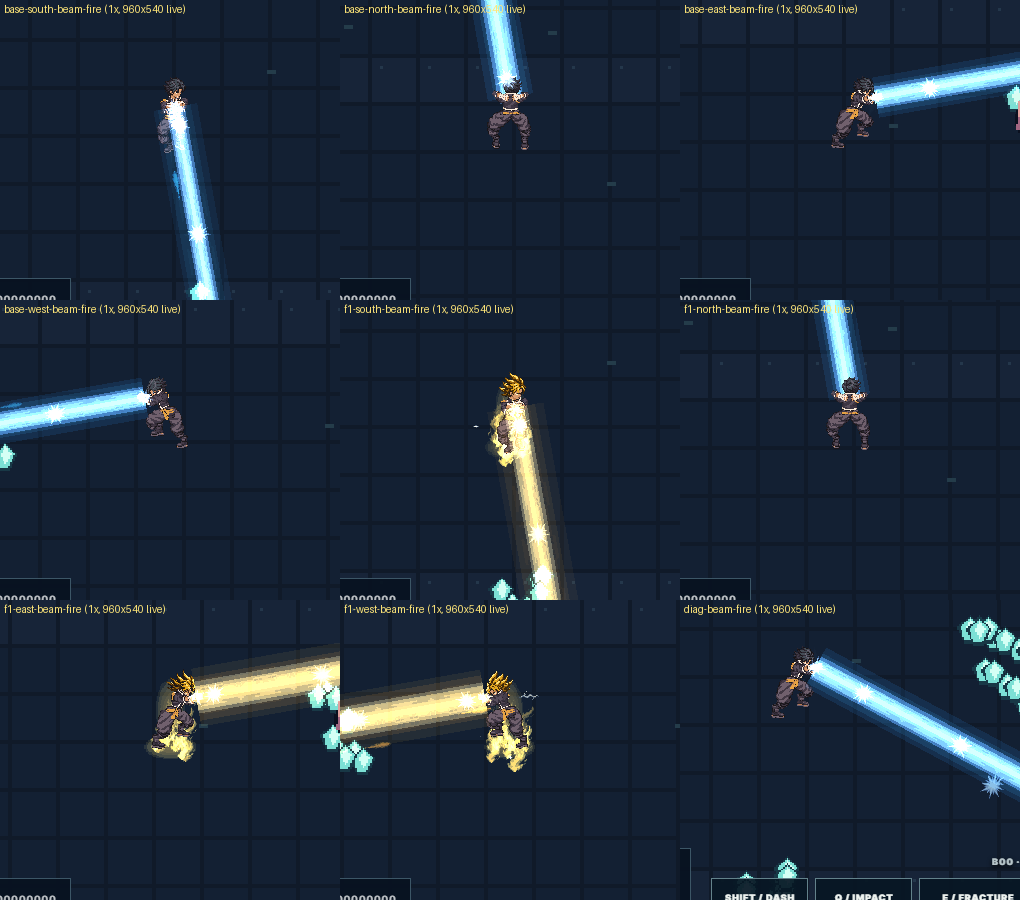 base-south-beam-fire (1x, 960x540 live)
base-north-beam-fire (1x, 960x540 live)
base-east-beam-fire (1x, 960x540 live)
base-west-beam-fire (1x, 960x540 live)
f1-south-beam-fire (1x, 960x540 live)
f1-north-beam-fire (1x, 960x540 live)
f1-east-beam-fire (1x, 960x540 live)
f1-west-beam-fire (1x, 960x540 live)
diag-beam-fire (1x, 960x540 live)
SHIFT / DASH
Q / IMPACT
E / FRACTURE